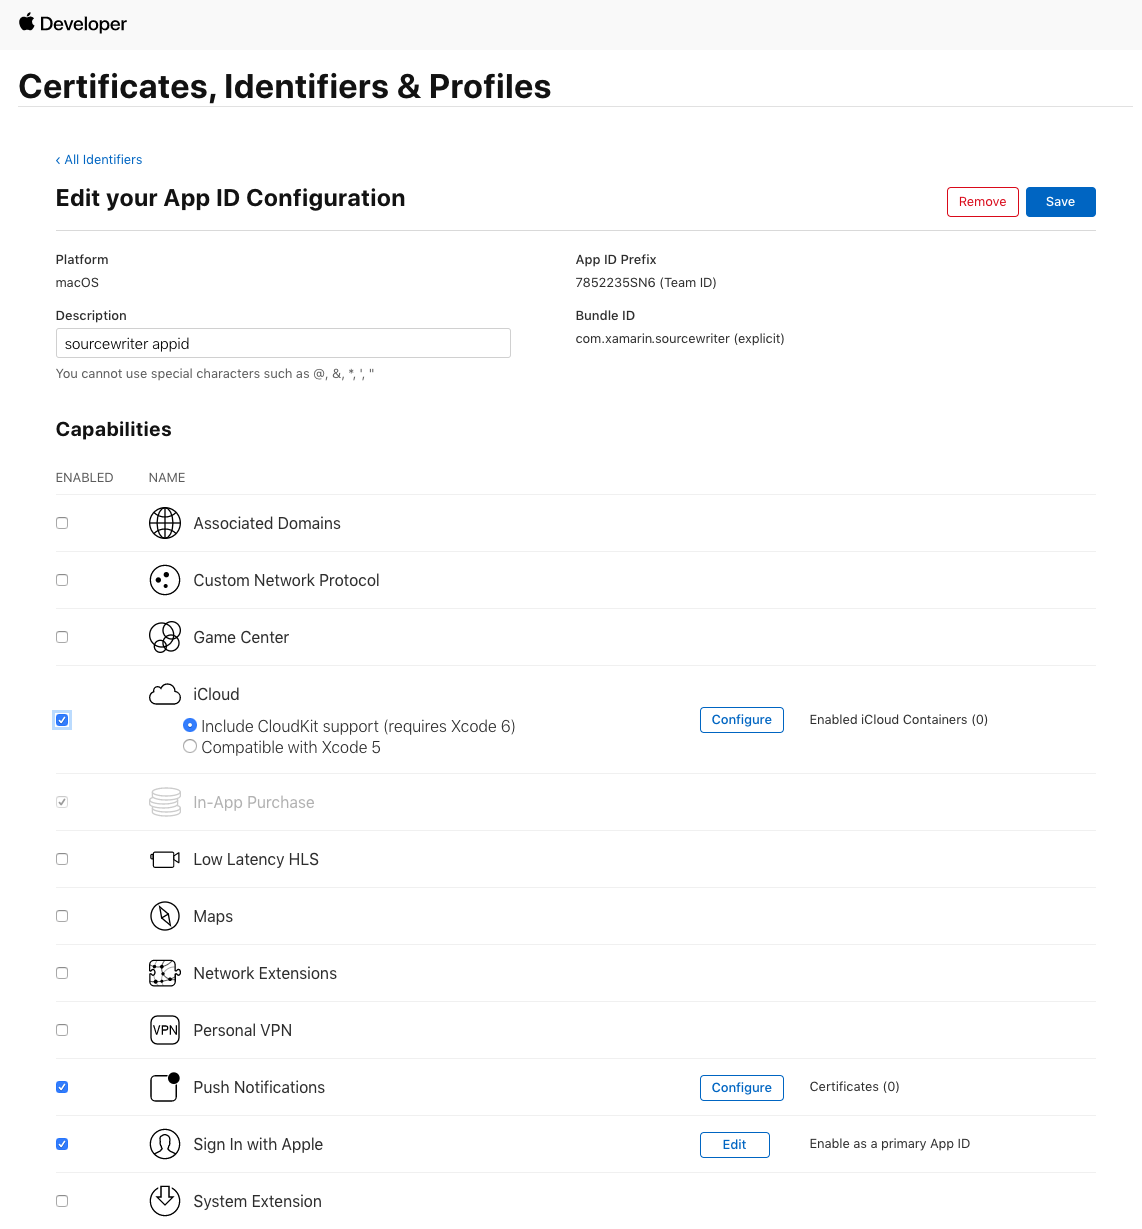 Developer
Certificates, Identifiers & Profiles
‹ All Identifiers
Edit your App ID Configuration
Remove
Save
Platform
macOS
App ID Prefix
7852235SN6 (Team ID)
Description
sourcewriter appid
You cannot use special characters such as @, &, *, ', "
Bundle ID
com.xamarin.sourcewriter (explicit)
Capabilities
ENABLED NAME
Associated Domains
Custom Network Protocol
Game Center
iCloud
Include CloudKit support (requires Xcode 6)
Compatible with Xcode 5
Configure
Enabled iCloud Containers (0)
In-App Purchase
Low Latency HLS
Maps
Network Extensions
VPN Personal VPN
Push Notifications
Configure
Certificates (0)
Sign In with Apple
Edit
Enable as a primary App ID
System Extension